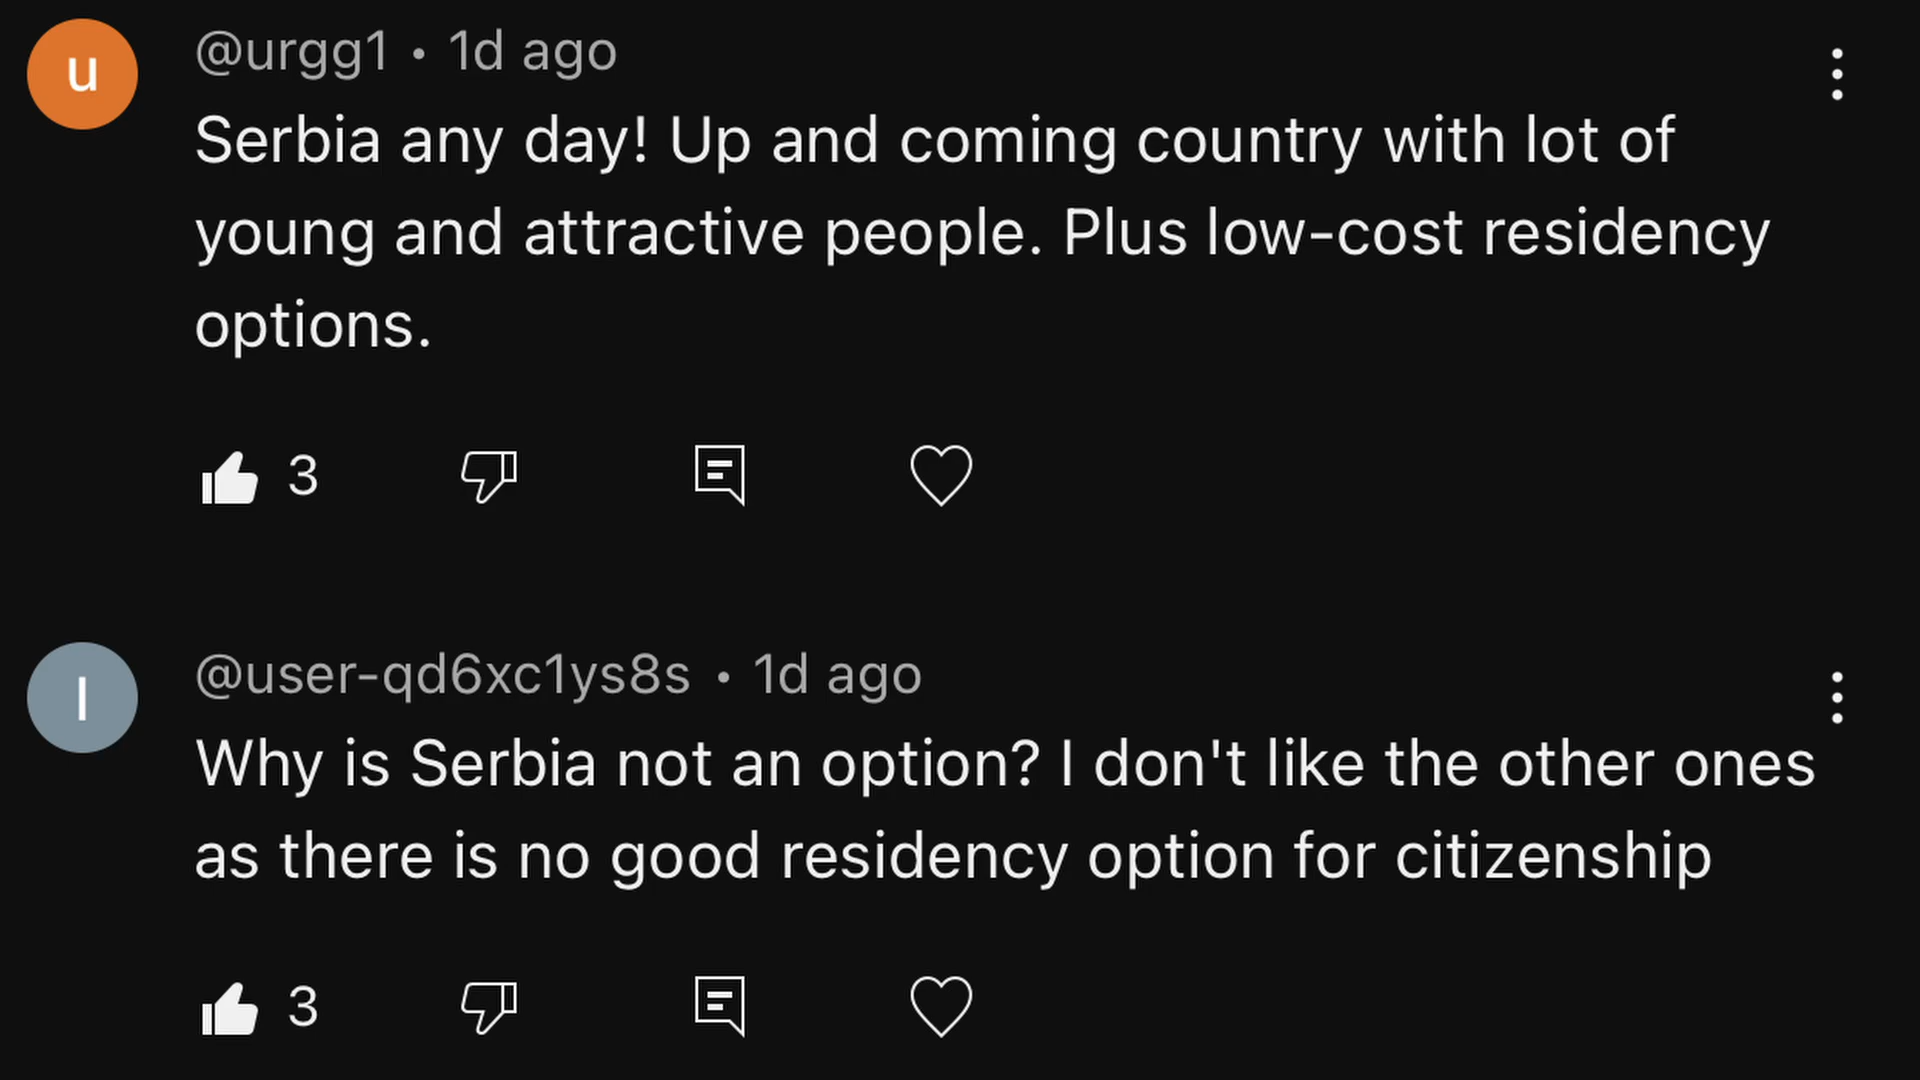 u
@urgg1 • 1d ago
Serbia any day! Up and coming country with lot of
young and attractive people. Plus low-cost residency
options.
3
l
@user-qd6xc1ys8s • 1d ago
Why is Serbia not an option? I don't like the other ones
as there is no good residency option for citizenship
3